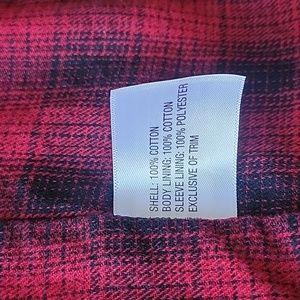 SHELL: 100% COTTON
BODY LINING: 100% COTTON
SLEEVE LINING: 100% POLYESTER
EXCLUSIVE OF TRIM